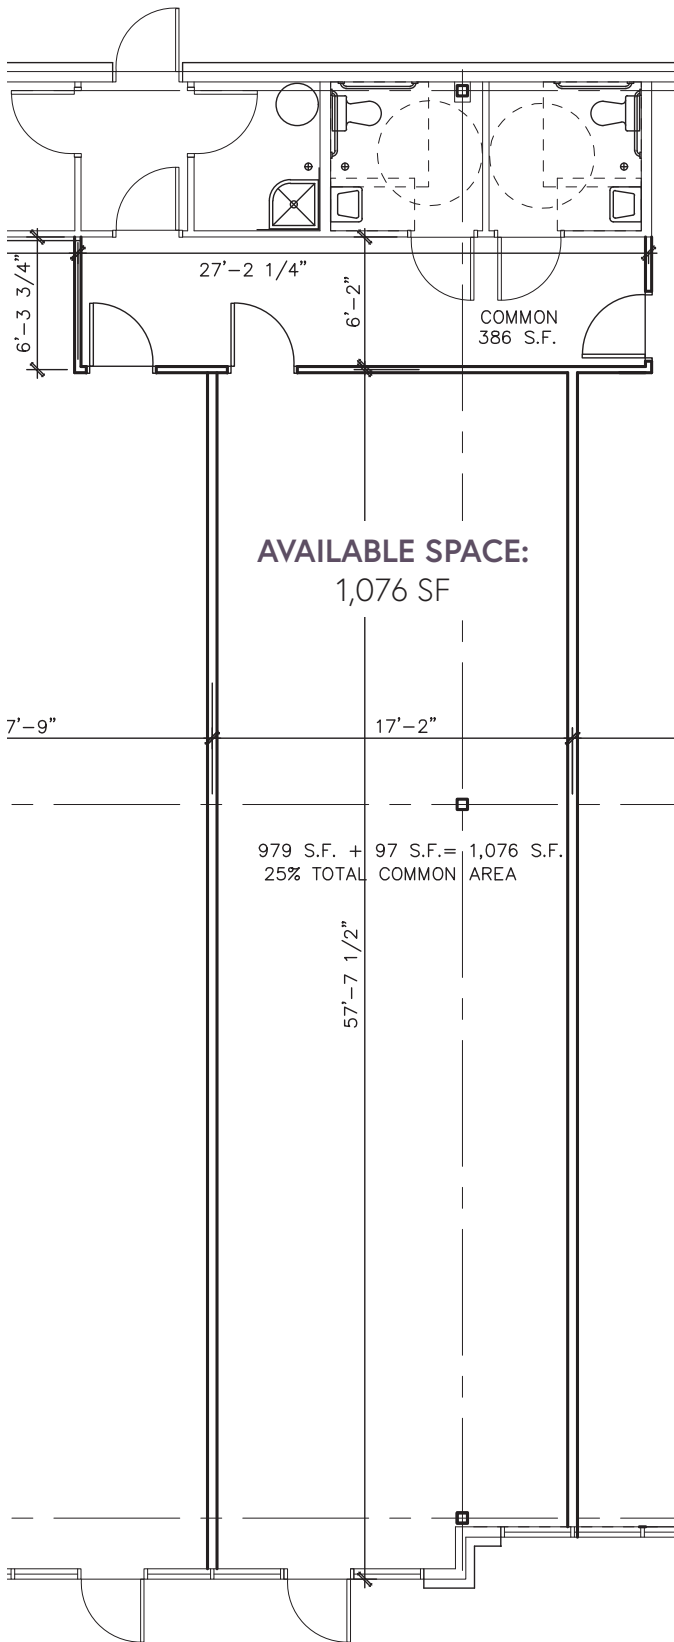 27'-2 1/4"
6'-3 3/4"
6'-2"
COMMON
386 S.F.
AVAILABLE SPACE:
1,076 SF
7'-9"
17'-2"
979 S.F. + 97 S.F.= 1,076 S.F.
25% TOTAL COMMON AREA
57'-7 1/2"